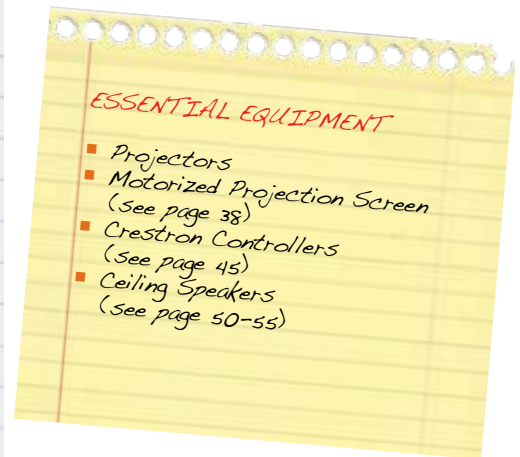 ESSENTIAL EQUIPMENT
▪ Projectors
▪ Motorized Projection Screen
(see page 38)
▪ Crestron Controllers
(see page 45)
▪ Ceiling Speakers
(see page 50-55)